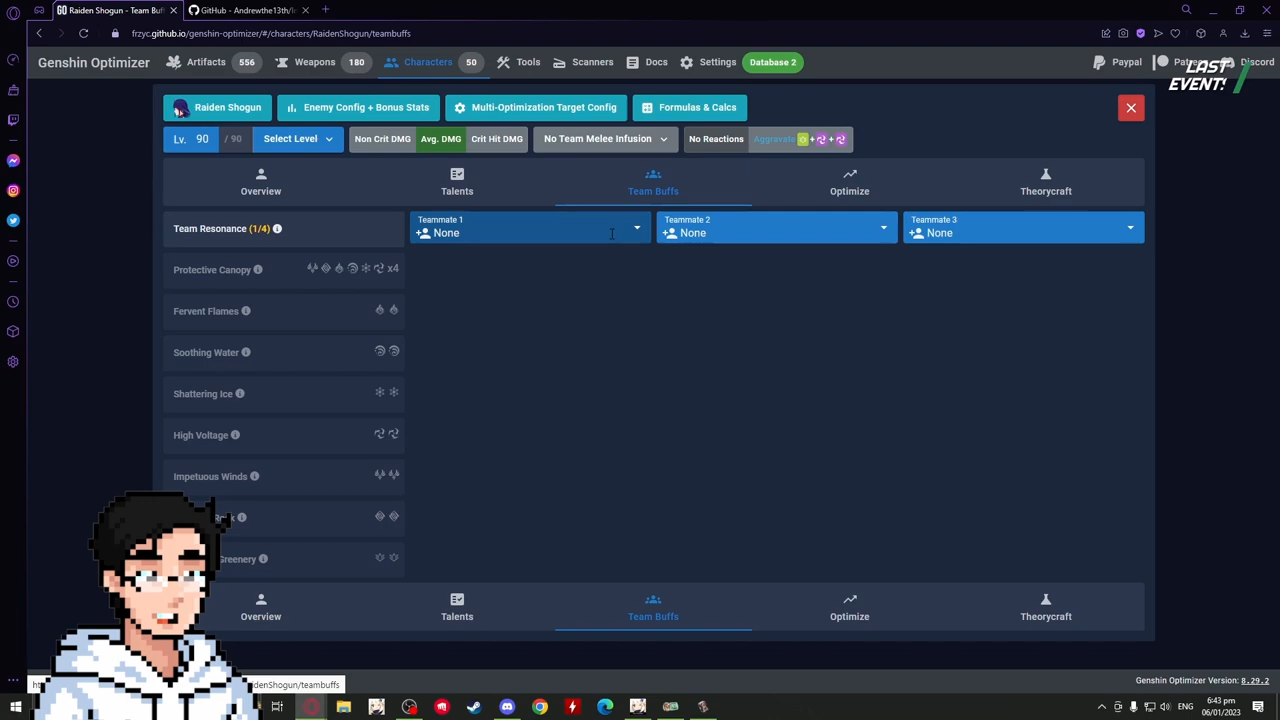 Raiden Shogun - Team Buf
GitHub - Andrewthe13th/In
frzyc.github.io/genshin-optimizer/#/characters/RaidenShogun/teambuffs
Genshin Optimizer
Artifacts 556
Weapons 180
Characters 50
Tools
Scanners
Docs
Settings
Database 2
Paypal
Discord
LAST EVENT!
Raiden Shogun
Enemy Config + Bonus Stats
Multi-Optimization Target Config
Formulas & Calcs
Lv. 90 / 90
Select Level
Non Crit DMG
Avg. DMG
Crit Hit DMG
No Team Melee Infusion
No Reactions
Aggravate + +
Overview
Talents
Team Buffs
Optimize
Theorycraft
Team Resonance (1/4)
Teammate 1
None
Teammate 2
None
Teammate 3
None
Protective Canopy x4
Fervent Flames
Soothing Water
Shattering Ice
High Voltage
Impetuous Winds
Greenery
Overview
Talents
Team Buffs
Optimize
Theorycraft
idenShogun/teambuffs
Genshin Optimizer Version: 8.29.2
ENG
6:43 pm
06/01/2023